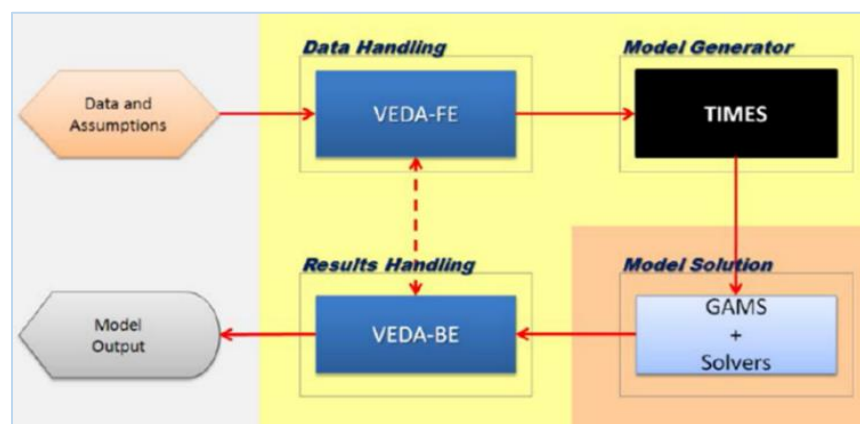 Data Handling
Model Generator
Data and
Assumptions
VEDA-FE
TIMES
Results Handling
Model Solution
Model
Output
VEDA-BE
GAMS
+
Solvers